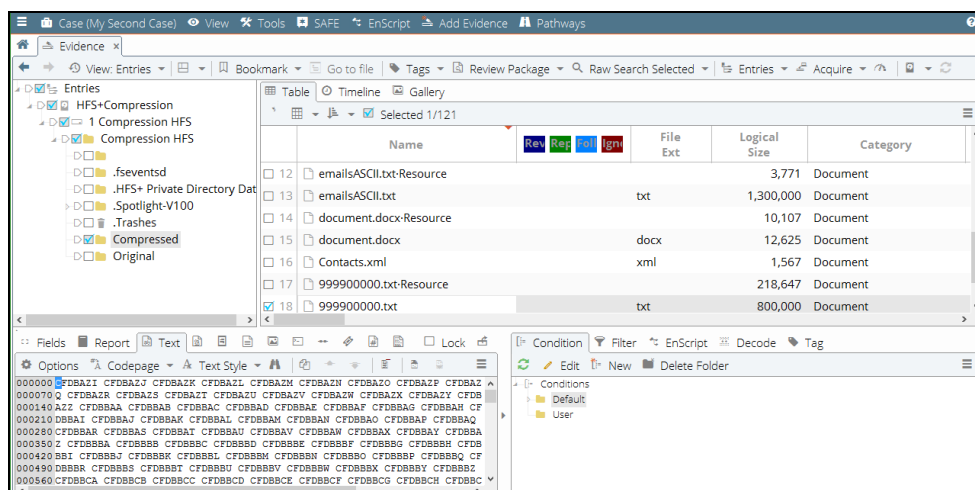 Case (My Second Case) View Tools SAFE EnScript Add Evidence Pathways
Evidence ×
View: Entries Bookmark Go to file Tags Review Package Raw Search Selected Entries Acquire
Entries
HFS+Compression
1 Compression HFS
Compression HFS
.fseventsd
.HFS+ Private Directory Dat
.Spotlight-V100
.Trashes
Compressed
Original
Table Timeline Gallery
Selected 1/121
Name Rev Rep Foll Igno File Ext Logical Size Category
12 emailsASCII.txt·Resource 3,771 Document
13 emailsASCII.txt txt 1,300,000 Document
14 document.docx·Resource 10,107 Document
15 document.docx docx 12,625 Document
16 Contacts.xml xml 1,567 Document
17 999900000.txt·Resource 218,647 Document
18 999900000.txt txt 800,000 Document
Fields Report Text Lock
Options Codepage Text Style
000000 CFDBAZI CFDBAZJ CFDBAZK CFDBAZL CFDBAZM CFDBAZN CFDBAZO CFDBAZP CFDBAZ
000070 Q CFDBAZR CFDBAZS CFDBAZT CFDBAZU CFDBAZV CFDBAZW CFDBAZX CFDBAZY CFDB
000140 AZZ CFDBBAA CFDBBAB CFDBBAC CFDBBAD CFDBBAE CFDBBAF CFDBBAG CFDBBAH CF
000210 DBBAI CFDBBAJ CFDBBAK CFDBBAL CFDBBAM CFDBBAN CFDBBAO CFDBBAP CFDBBAQ
000280 CFDBBAR CFDBBAS CFDBBAT CFDBBAU CFDBBAV CFDBBAW CFDBBAX CFDBBAY CFDBBA
000350 Z CFDBBBA CFDBBBB CFDBBBC CFDBBBD CFDBBBE CFDBBBF CFDBBBG CFDBBBH CFDB
000420 BBI CFDBBBJ CFDBBBK CFDBBBL CFDBBBM CFDBBBN CFDBBBO CFDBBBP CFDBBBQ CF
000490 DBBBR CFDBBBS CFDBBBT CFDBBBU CFDBBBV CFDBBBW CFDBBBX CFDBBBY CFDBBBZ
000560 CFDBBCA CFDBBCB CFDBBCC CFDBBCD CFDBBCE CFDBBCF CFDBBCG CFDBBCH CFDBBC
Condition Filter EnScript Decode Tag
Edit New Delete Folder
Conditions
Default
User